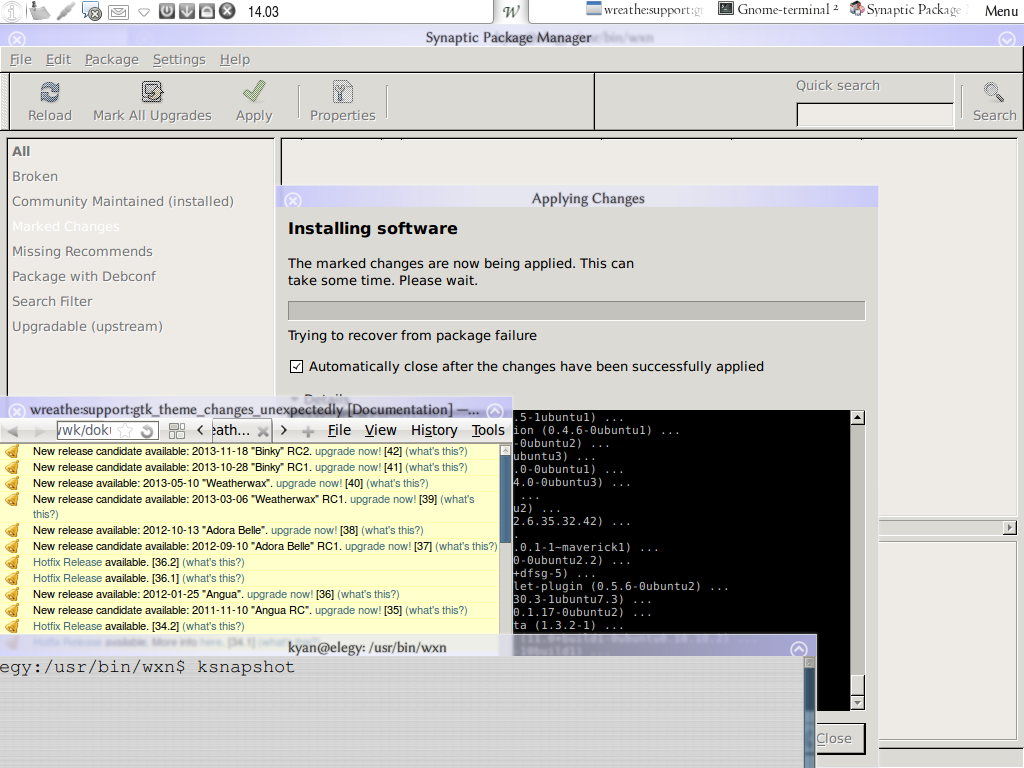 14.03
W
wreathe:support:gt
Gnome-terminal 2
Synaptic Package
Menu
Synaptic Package Manager
File Edit Package Settings Help
Reload
Mark All Upgrades
Apply
Properties
Quick search
Search
All
Broken
Community Maintained (installed)
Marked Changes
Missing Recommends
Package with Debconf
Search Filter
Upgradable (upstream)
Applying Changes
Installing software
The marked changes are now being applied. This can
take some time. Please wait.
Trying to recover from package failure
Automatically close after the changes have been successfully applied
Details
.5-1ubuntu1) ...
ion (0.4.6-0ubuntu1) ...
-0ubuntu2) ...
ubuntu3) ...
.0-0ubuntu1) ...
4.0-0ubuntu3) ...
...
u2) ...
2.6.35.32.42) ...
.
.0.1-1~maverick1) ...
0-0ubuntu2.2) ...
+dfsg-5) ...
let-plugin (0.5.6-0ubuntu2) ...
30.3-1ubuntu7.3) ...
0.1.17-0ubuntu2) ...
ta (1.3.2-1) ...
Close
wreathe:support:gtk_theme_changes_unexpectedly [Documentation] —...
/wk/doku
eath...
File View History Tools
New release candidate available: 2013-11-18 "Binky" RC2. upgrade now! [42] (what's this?)
New release candidate available: 2013-10-28 "Binky" RC1. upgrade now! [41] (what's this?)
New release available: 2013-05-10 "Weatherwax". upgrade now! [40] (what's this?)
New release candidate available: 2013-03-06 "Weatherwax" RC1. upgrade now! [39] (what's
this?)
New release available: 2012-10-13 "Adora Belle". upgrade now! [38] (what's this?)
New release candidate available: 2012-09-10 "Adora Belle" RC1. upgrade now! [37] (what's this?)
Hotfix Release available. [36.2] (what's this?)
Hotfix Release available. [36.1] (what's this?)
New release available: 2012-01-25 "Angua". upgrade now! [36] (what's this?)
New release candidate available: 2011-11-10 "Angua RC". upgrade now! [35] (what's this?)
Hotfix Release available. [34.2] (what's this?)
Hotfix Release available. More info here. [34.1] (what's this?)
kyan@elegy: /usr/bin/wxn
egy:/usr/bin/wxn$ ksnapshot